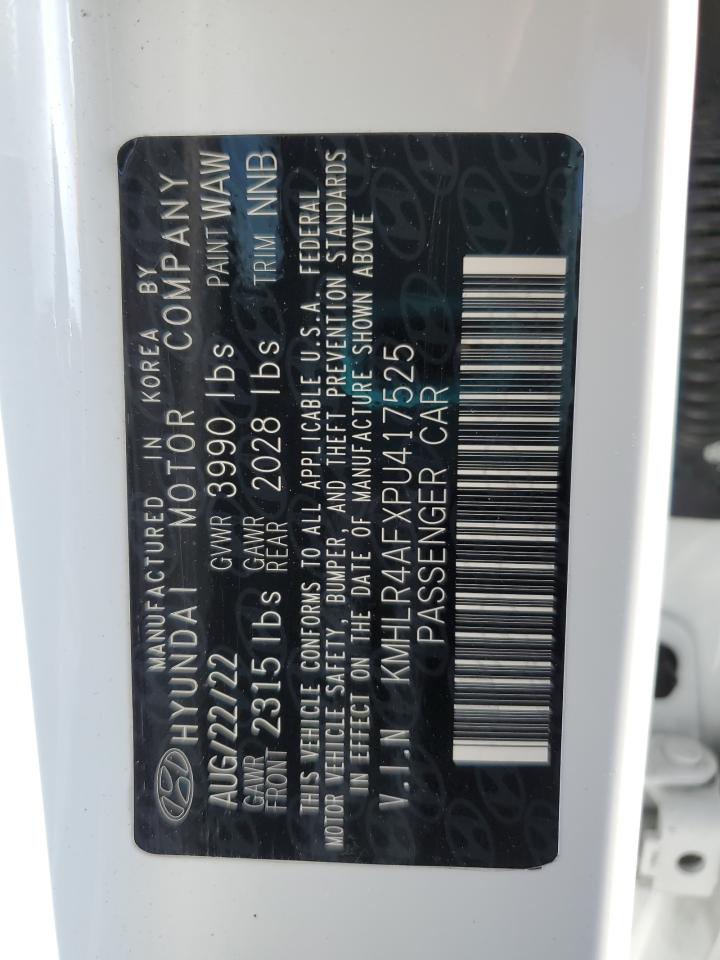 MANUFACTURED IN KOREA BY
HYUNDAI MOTOR COMPANY
AUG/22/22 GVWR 3990 lbs PAINT WAW
GAWR FRONT 2315 lbs GAWR REAR 2028 lbs TRIM NNB
THIS VEHICLE CONFORMS TO ALL APPLICABLE U.S.A. FEDERAL
MOTOR VEHICLE SAFETY, BUMPER, AND THEFT PREVENTION STANDARDS
IN EFFECT ON THE DATE OF MANUFACTURE SHOWN ABOVE
V.I.N KMHLR4AFXPU417525
PASSENGER CAR